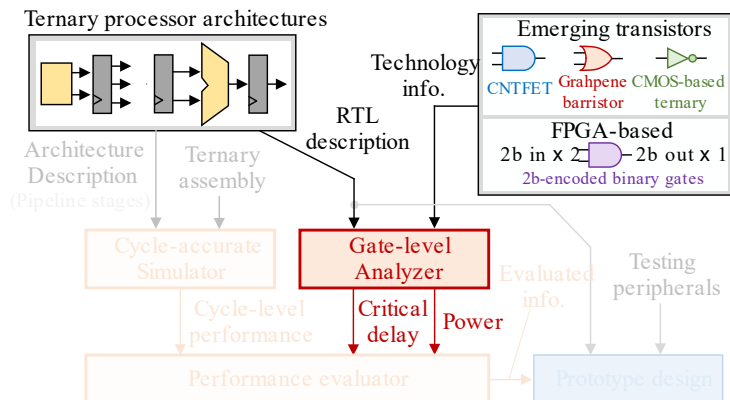 Ternary processor architectures
Emerging transistors
CNTFET
Grahpene
barristor
CMOS-based
ternary
Technology
info.
FPGA-based
2b in x 2
2b out x 1
2b-encoded binary gates
RTL
description
Architecture
Description
(Pipeline stages)
Ternary
assembly
Cycle-accurate
Simulator
Gate-level
Analyzer
Evaluated
info.
Testing
peripherals
Cycle-level
performance
Critical
delay
Power
Performance evaluator
Prototype design